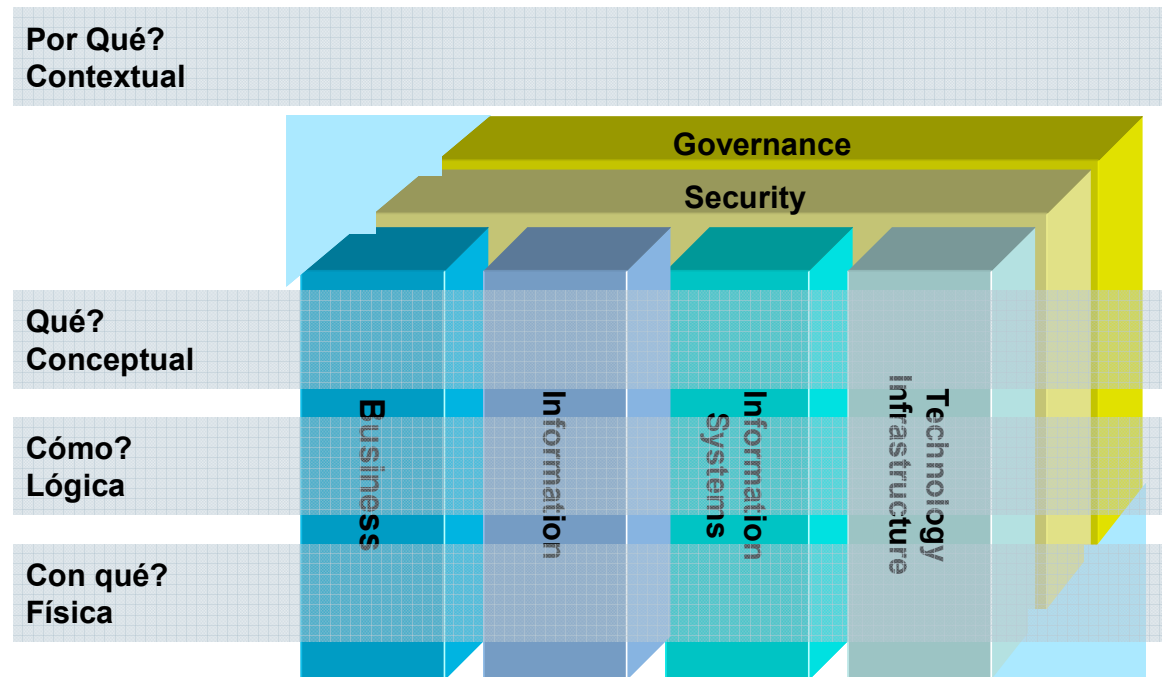 Por Qué?
Contextual
Governance
Security
Qué?
Conceptual
Cómo?
Lógica
Con qué?
Física
Business
Information
Information
Systems
Technology
infrastructure